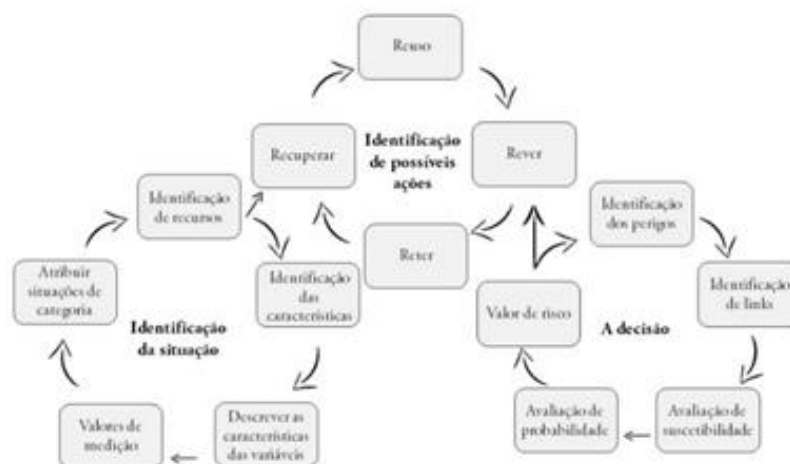 Reuso
Recuperar
Identificação
de possíveis
ações
Rever
Reter
Identificação
de recursos
Identificação
das
características
Atribuir
situações de
categoria
Identificação
da situação
Valores de
medição
Descrever as
características
das variáveis
Identificação
dos perigos
Identificação
de links
Valor de risco
A decisão
Avaliação de
probabilidade
Avaliação de
suscetibilidade